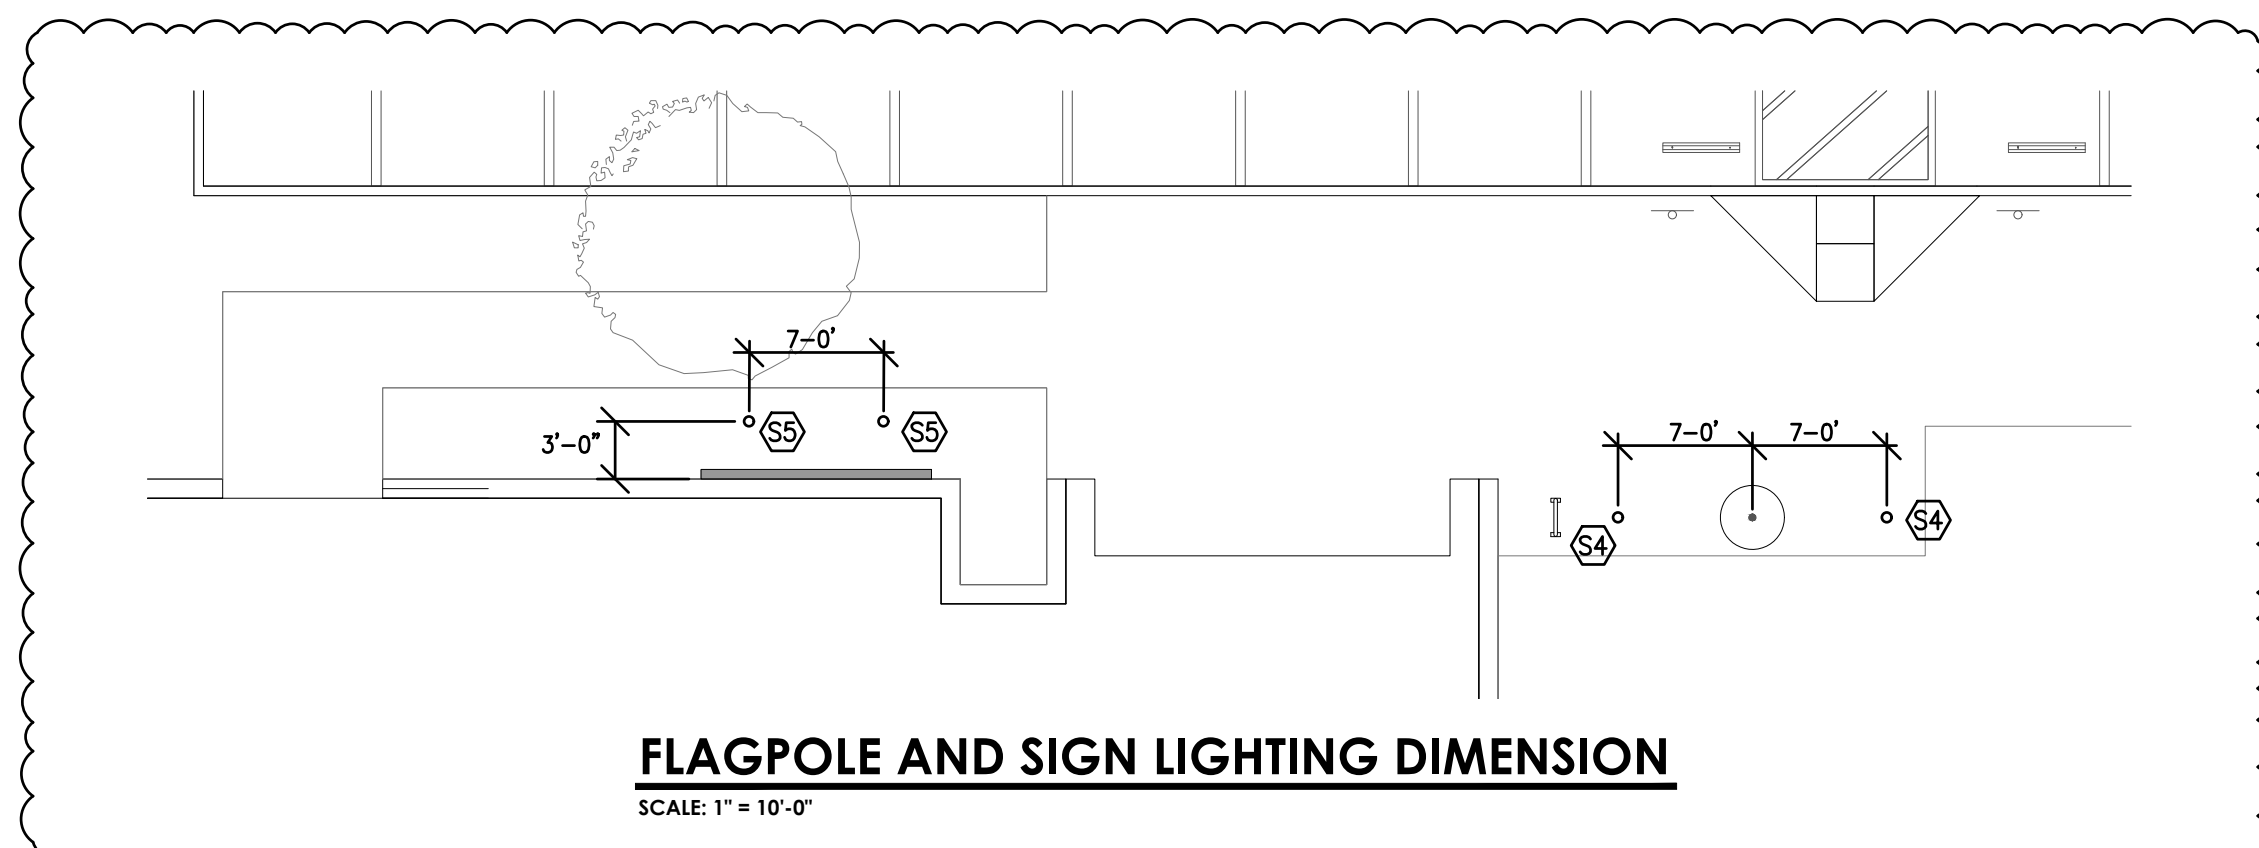 7-0'
S5
S5
3'-0"
7-0'
7-0'
S4
S4
FLAGPOLE AND SIGN LIGHTING DIMENSION
SCALE: 1" = 10'-0"